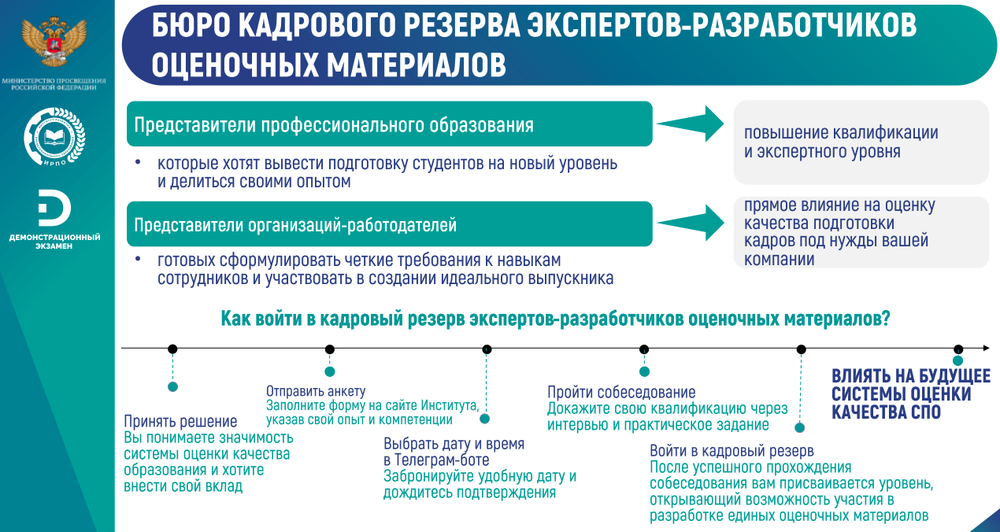 МИНИСТЕРСТВО ПРОСВЕЩЕНИЯ
РОССИЙСКОЙ ФЕДЕРАЦИИ
ИРПО
ДЕМОНСТРАЦИОННЫЙ
ЭКЗАМЕН
БЮРО КАДРОВОГО РЕЗЕРВА ЭКСПЕРТОВ-РАЗРАБОТЧИКОВ
ОЦЕНОЧНЫХ МАТЕРИАЛОВ
Представители профессионального образования
• которые хотят вывести подготовку студентов на новый уровень
и делиться своими опытом
повышение квалификации
и экспертного уровня
Представители организаций-работодателей
• готовых сформулировать четкие требования к навыкам
сотрудников и участвовать в создании идеального выпускника
прямое влияние на оценку
качества подготовки
кадров под нужды вашей
компании
Как войти в кадровый резерв экспертов-разработчиков оценочных материалов?
Принять решение
Вы понимаете значимость
системы оценки качества
образования и хотите
внести свой вклад
Отправить анкету
Заполните форму на сайте Института,
указав свой опыт и компетенции
Выбрать дату и время
в Телеграм-боте
Забронируйте удобную дату и
дождитесь подтверждения
Пройти собеседование
Докажите свою квалификацию через
интервью и практическое задание
Войти в кадровый резерв
После успешного прохождения
собеседования вам присваивается уровень,
открывающий возможность участия в
разработке единых оценочных материалов
ВЛИЯТЬ НА БУДУЩЕЕ
СИСТЕМЫ ОЦЕНКИ
КАЧЕСТВА СПО